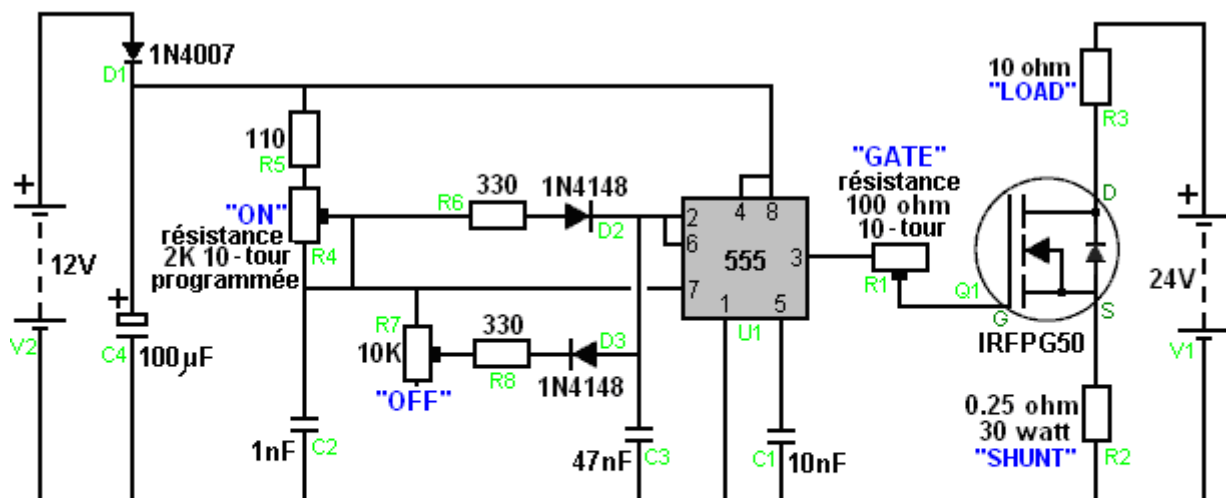 1N4007
D1
10 ohm
"LOAD"
R3
110
R5
"GATE"
résistance
100 ohm
10-tour
R1
330
R6
1N4148
D2
"ON"
résistance
2K 10-tour
programmée
R4
4 8
2
6
555
3
7
1 5
U1
+
12V
V2
+
C4
100µF
D
Q1
G
S
IRFPG50
+
24V
V1
R7
10K
"OFF"
330
R8
D3
1N4148
0.25 ohm
30 watt
"SHUNT"
R2
1nF
C2
47nF
C3
C1
10nF